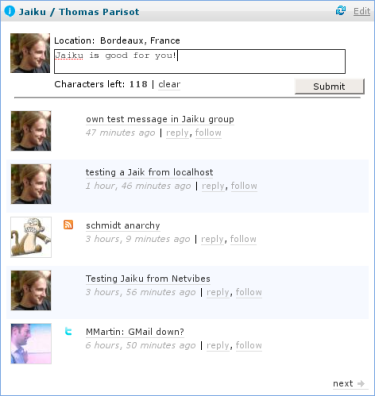 Jaiku / Thomas Parisot Edit
Location: Bordeaux, France
Jaiku is good for you!
Characters left: 118 | clear
Submit
own test message in Jaiku group
47 minutes ago | reply, follow
testing a Jaik from localhost
1 hour, 46 minutes ago | reply, follow
schmidt anarchy
3 hours, 9 minutes ago | reply, follow
Testing Jaiku from Netvibes
3 hours, 56 minutes ago | reply, follow
MMartin: GMail down?
6 hours, 50 minutes ago | reply, follow
next